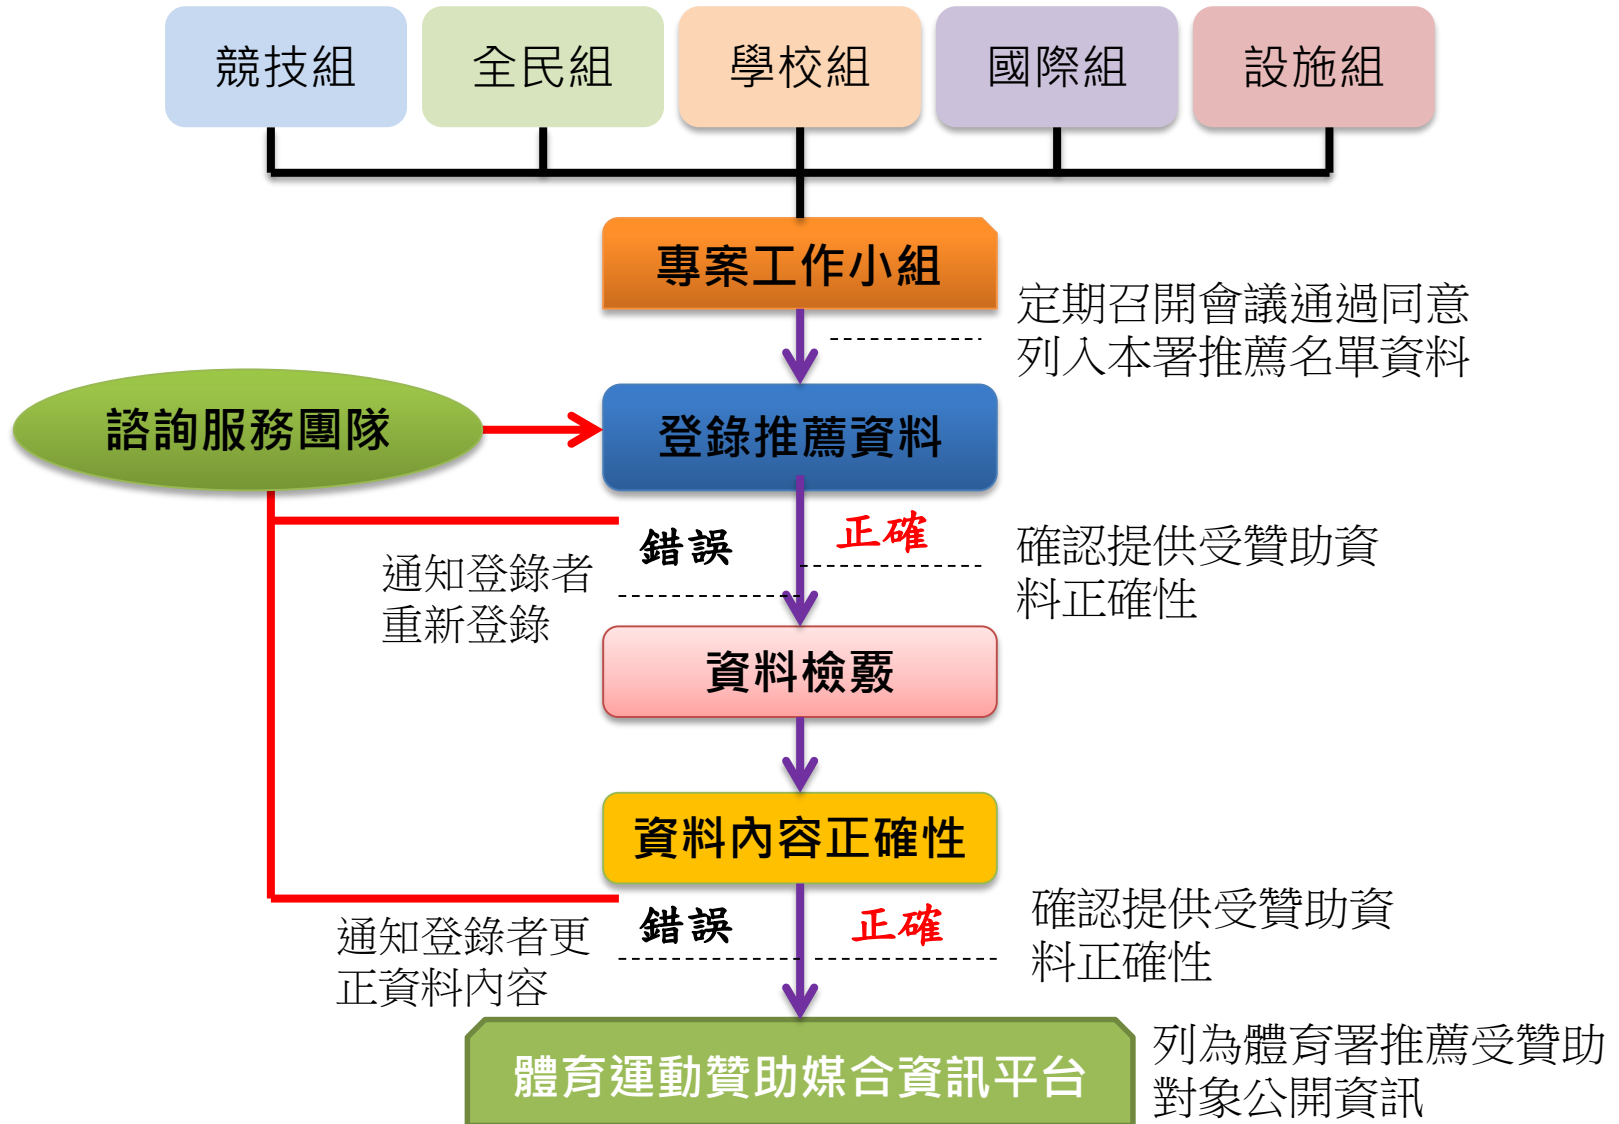 競技組
全民組
學校組
國際組
設施組
專案工作小組
定期召開會議通過同意
列入本署推薦名單資料
諮詢服務團隊
登錄推薦資料
錯誤
正確
通知登錄者
重新登錄
確認提供受贊助資
料正確性
資料檢覈
資料內容正確性
錯誤
正確
通知登錄者更
正資料內容
確認提供受贊助資
料正確性
體育運動贊助媒合資訊平台
列為體育署推薦受贊助
對象公開資訊